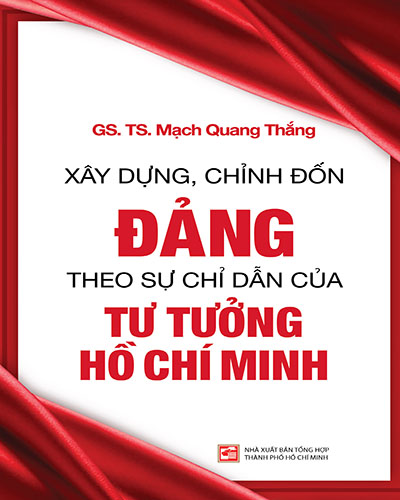 GS. TS. Mạch Quang Thắng
XÂY DỰNG, CHỈNH ĐỐN
ĐẢNG
THEO SỰ CHỈ DẪN CỦA
TƯ TƯỞNG
HỒ CHÍ MINH
NHÀ XUẤT BẢN TỔNG HỢP
THÀNH PHỐ HỒ CHÍ MINH